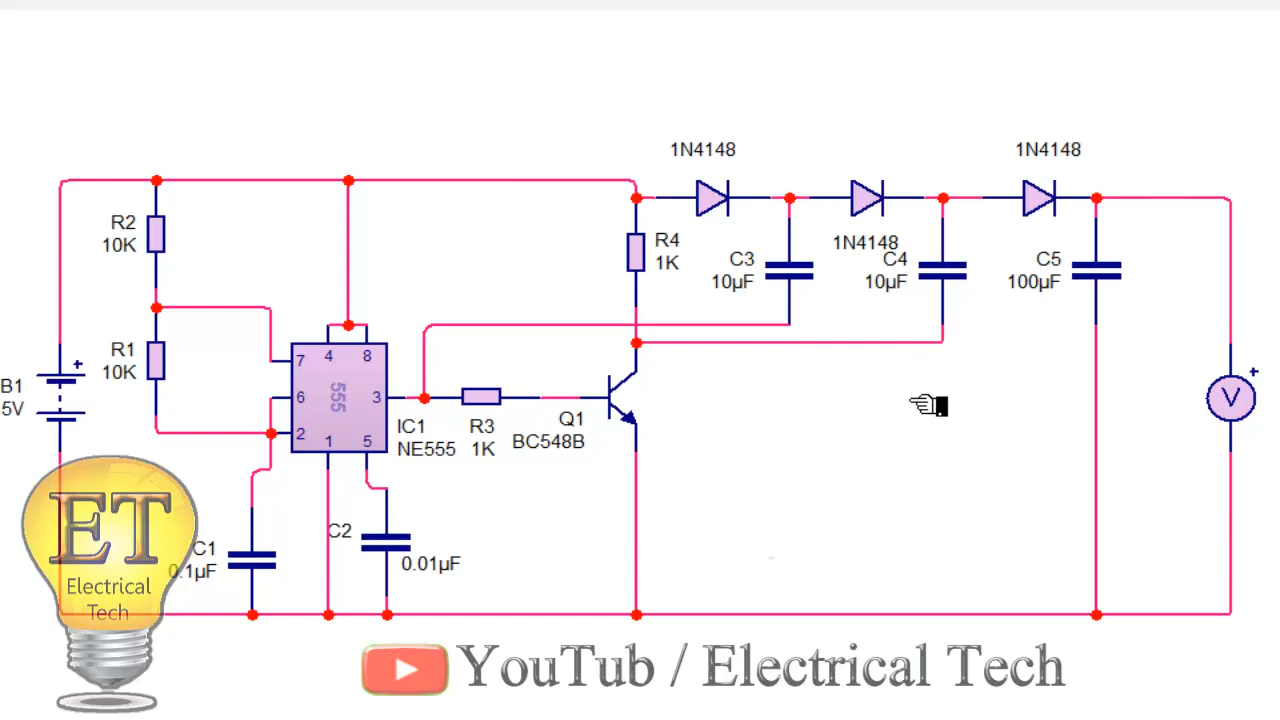 1N4148
1N4148
R2
10K
R4
1K
1N4148
C3
10µF
C4
10µF
C5
100µF
R1
10K
B1
5V
+
7
4
8
6
555
3
2
1
5
IC1
NE555
R3
1K
Q1
BC548B
V
+
C1
0.1µF
C2
0.01µF
ET
Electrical
Tech
YouTub / Electrical Tech